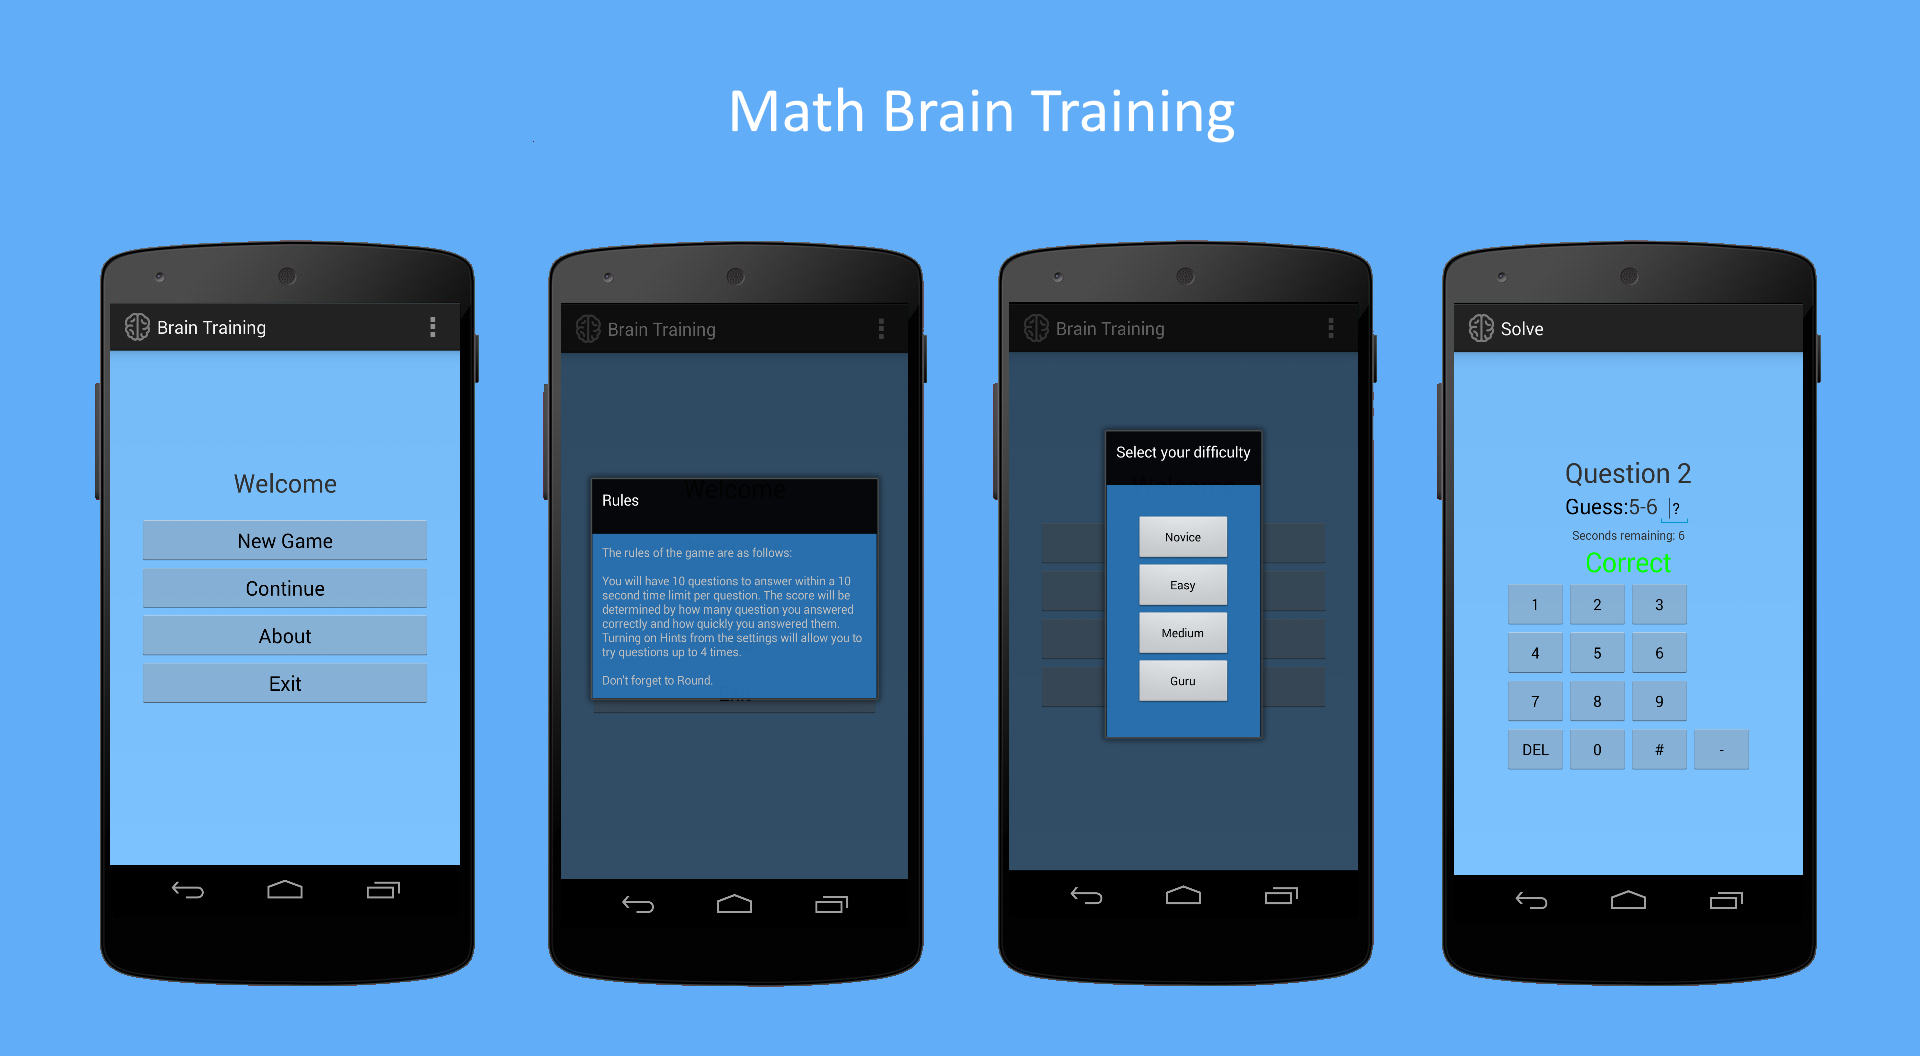 Math Brain Training
Brain Training
Welcome
New Game
Continue
About
Exit
Brain Training
Welcome
Rules
The rules of the game are as follows:
You will have 10 questions to answer within a 10
second time limit per question. The score will be
determined by how many question you answered
correctly and how quickly you answered them.
Turning on Hints from the settings will allow you to
try questions up to 4 times.
Don't forget to Round.
Exit
Brain Training
Select your difficulty
Welcome
Novice
Easy
Medium
Guru
Solve
Question 2
Guess:5-6 ?
Seconds remaining: 6
Correct
1 2 3
4 5 6
7 8 9
DEL 0 # -